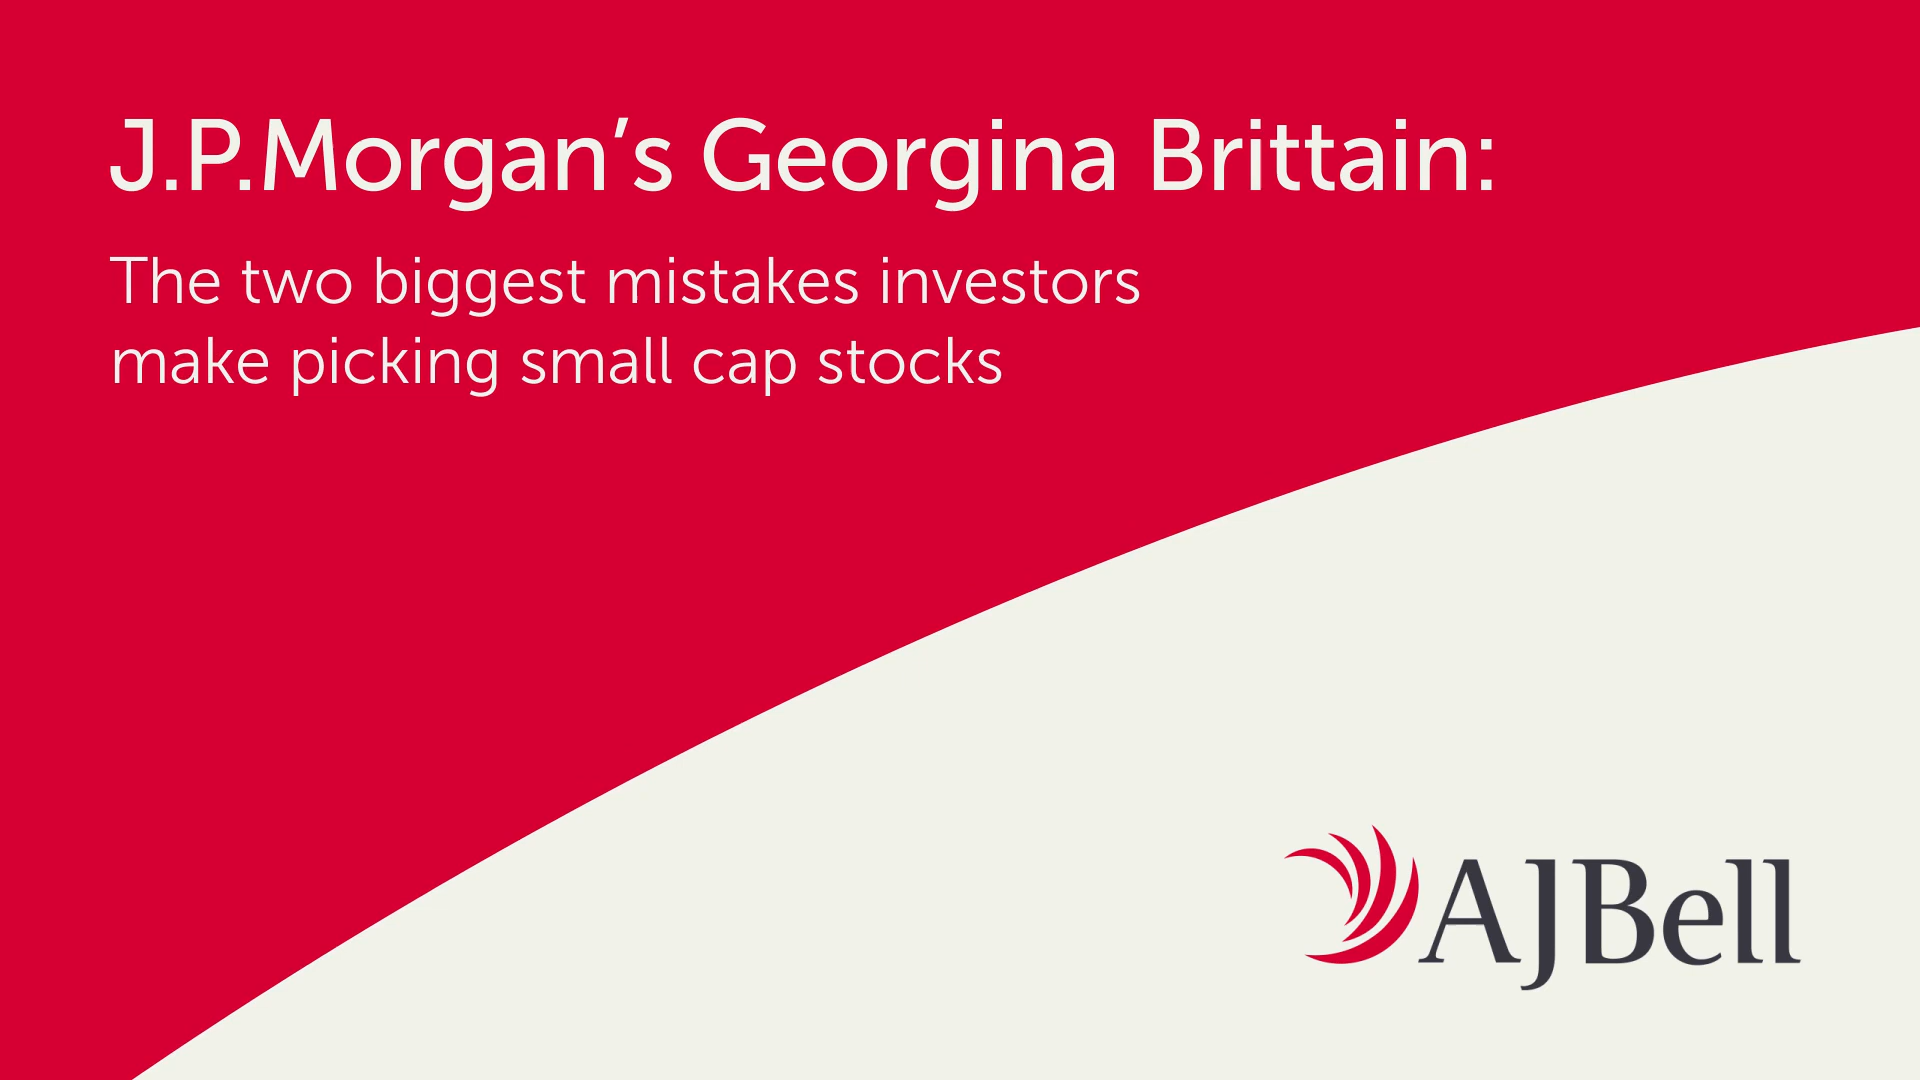 J.P.Morgan’s Georgina Brittain:
The two biggest mistakes investors
make picking small cap stocks
AJBell